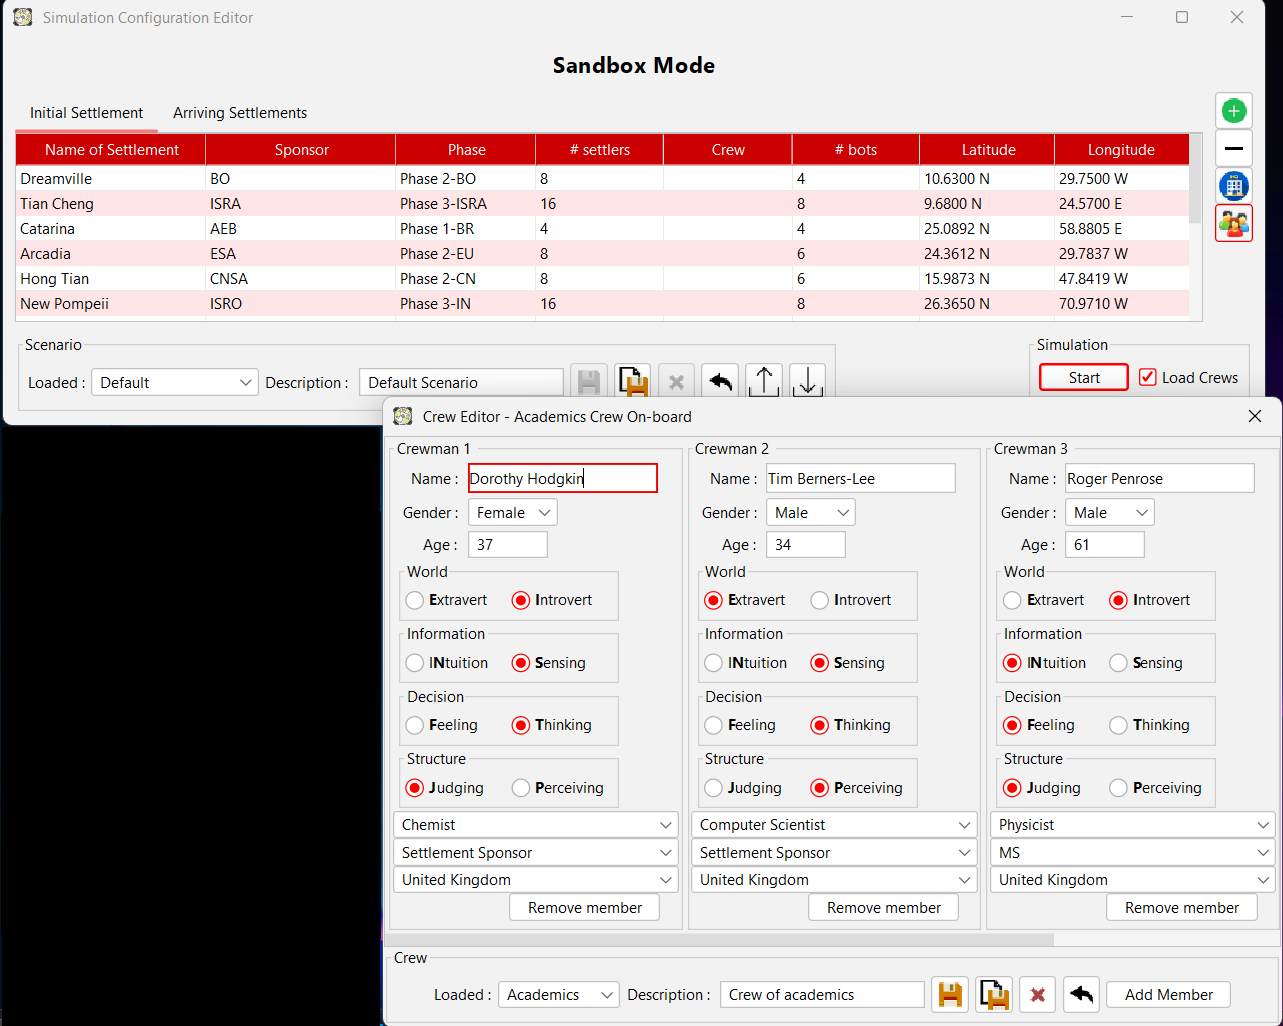 Simulation Configuration Editor
Sandbox Mode
Initial Settlement Arriving Settlements
Name of Settlement Sponsor Phase # settlers Crew # bots Latitude Longitude
Dreamville BO Phase 2-BO 8 4 10.6300 N 29.7500 W
Tian Cheng ISRA Phase 3-ISRA 16 8 9.6800 N 24.5700 E
Catarina AEB Phase 1-BR 4 4 25.0892 N 58.8805 E
Arcadia ESA Phase 2-EU 8 6 24.3612 N 29.7837 W
Hong Tian CNSA Phase 2-CN 8 6 15.9873 N 47.8419 W
New Pompeii ISRO Phase 3-IN 16 8 26.3650 N 70.9710 W
Scenario Simulation
Loaded : Default Description : Default Scenario Start Load Crews
Crew Editor - Academics Crew On-board
Crewman 1 Crewman 2 Crewman 3
Name : Dorothy Hodgkin Name : Tim Berners-Lee Name : Roger Penrose
Gender : Female Gender : Male Gender : Male
Age : 37 Age : 34 Age : 61
World World World
Extravert Introvert Extravert Introvert Extravert Introvert
Information Information Information
INtuition Sensing INtuition Sensing INtuition Sensing
Decision Decision Decision
Feeling Thinking Feeling Thinking Feeling Thinking
Structure Structure Structure
Judging Perceiving Judging Perceiving Judging Perceiving
Chemist Computer Scientist Physicist
Settlement Sponsor Settlement Sponsor MS
United Kingdom United Kingdom United Kingdom
Remove member Remove member Remove member
Crew
Loaded : Academics Description : Crew of academics Add Member